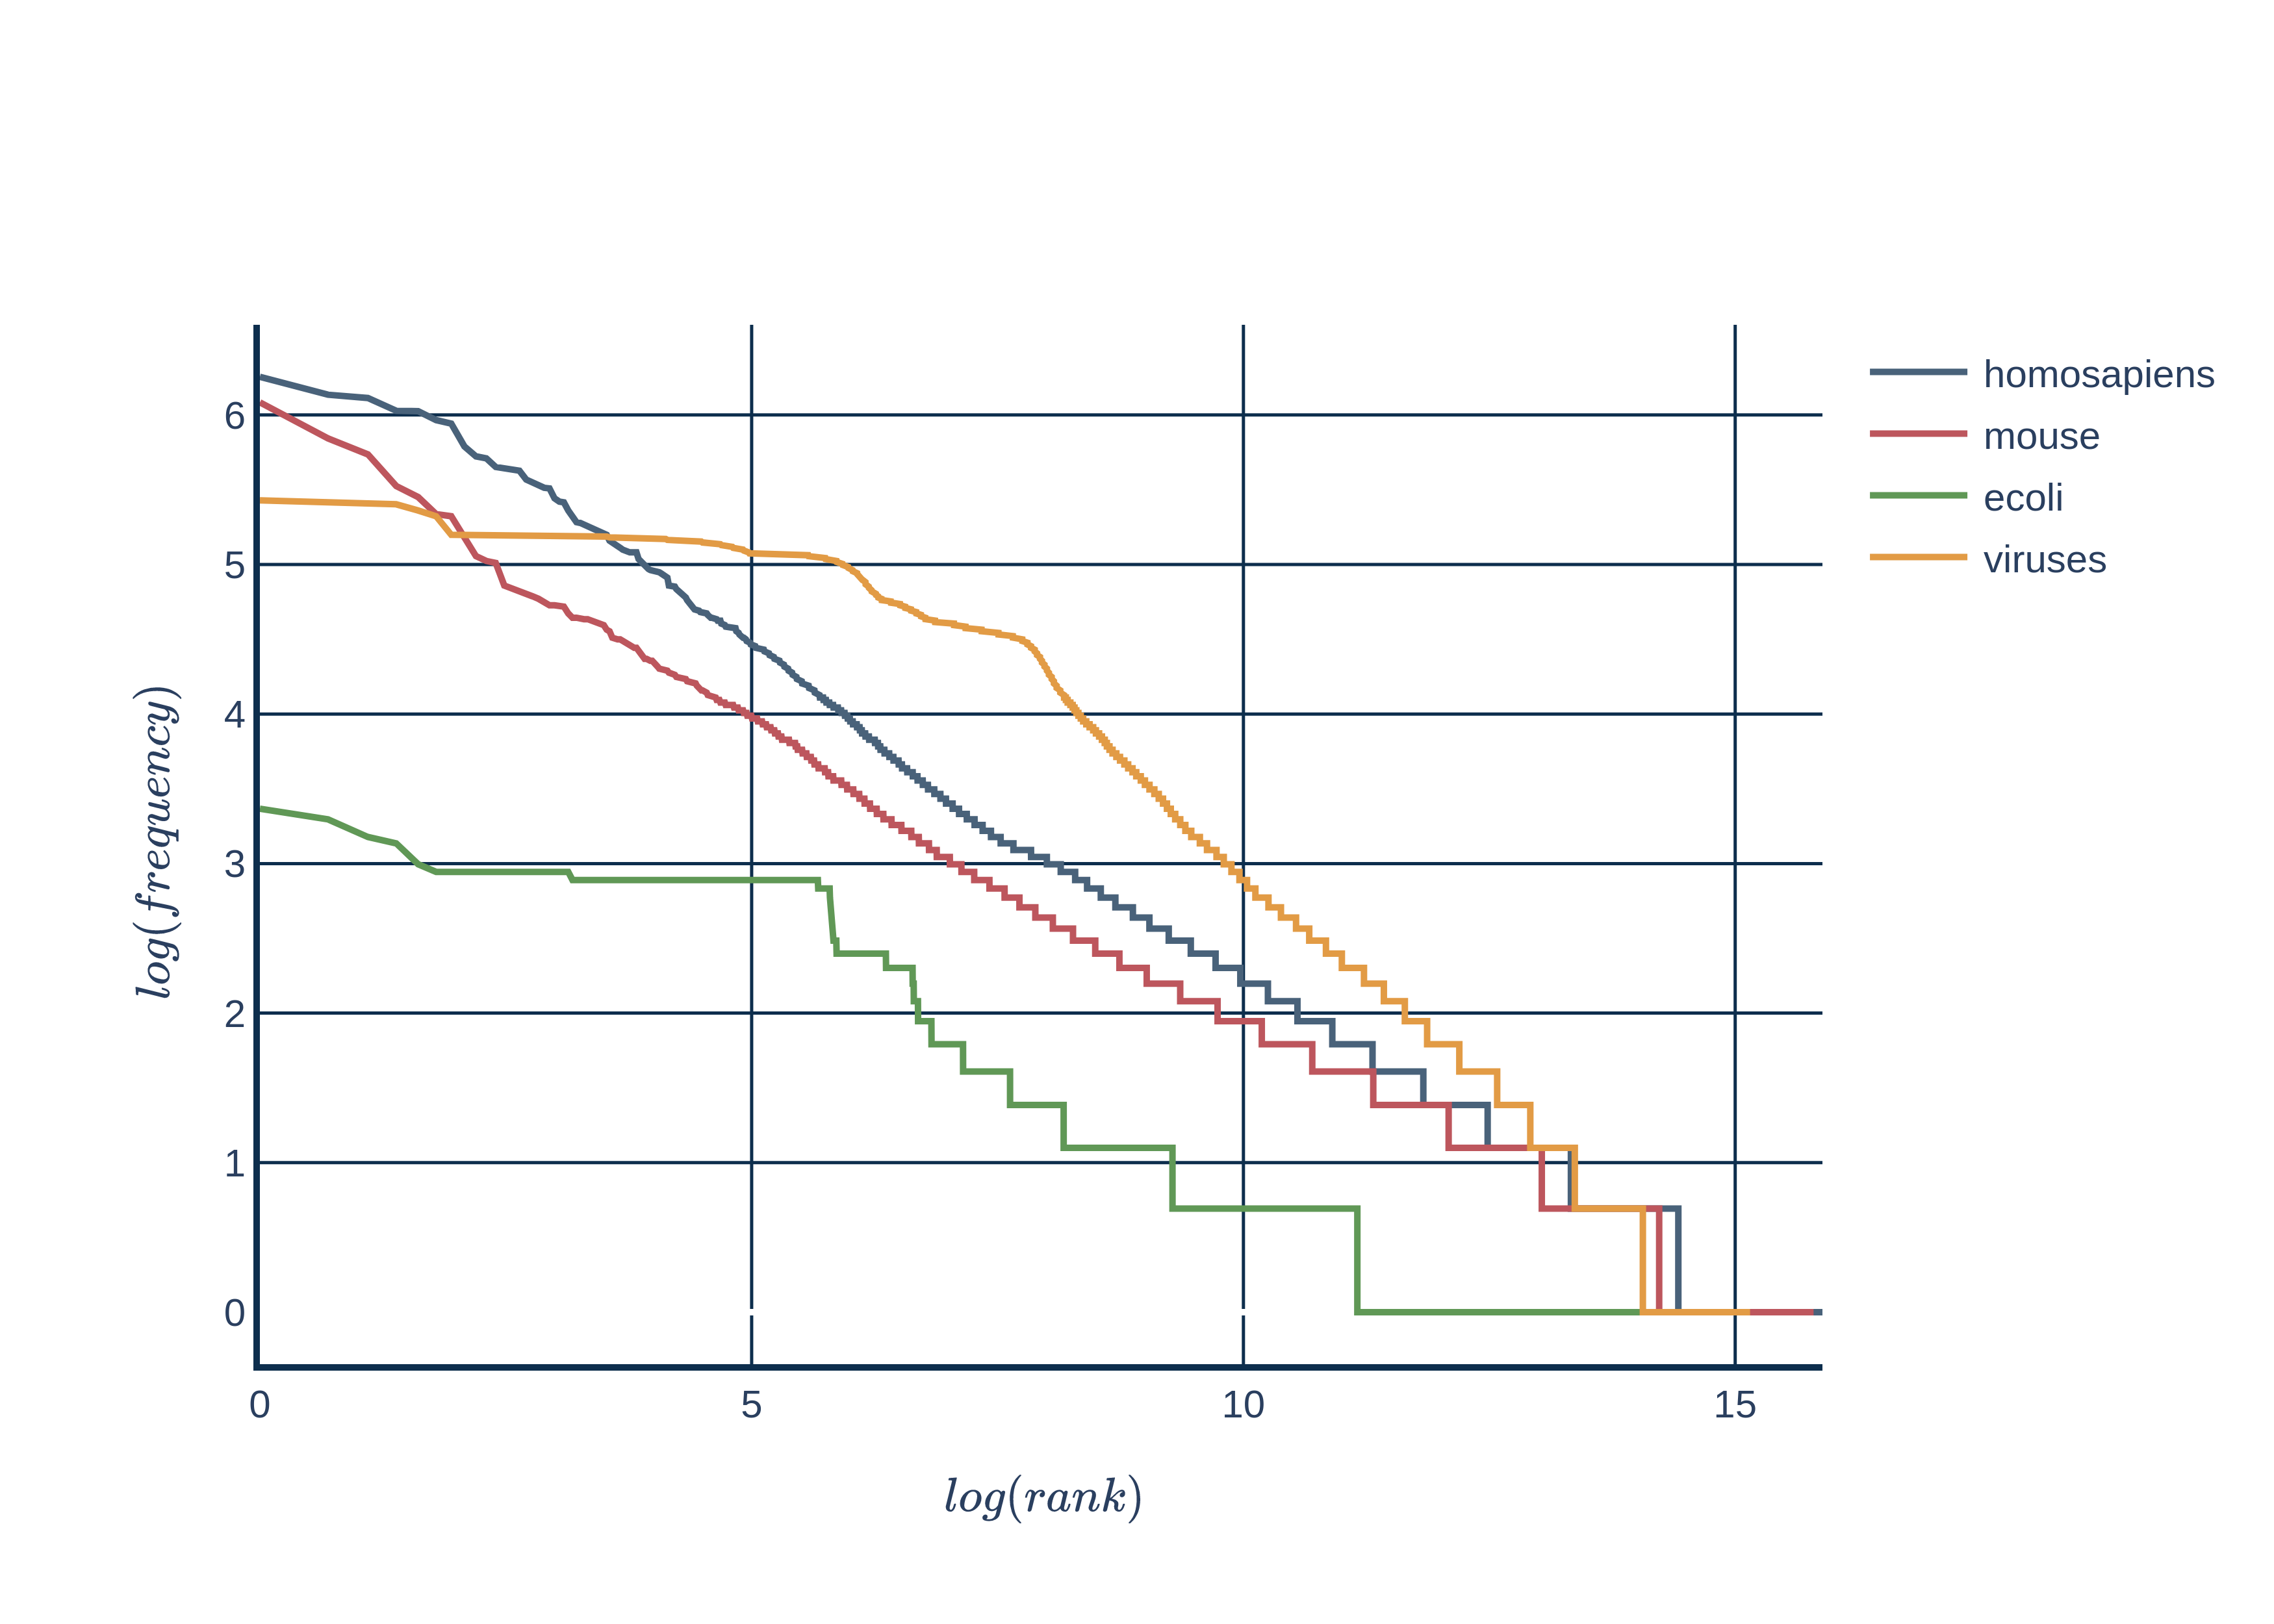 homosapiens
mouse
ecoli
viruses
6
5
4
3
2
1
0
log(frequency)
0 5 10 15
log(rank)